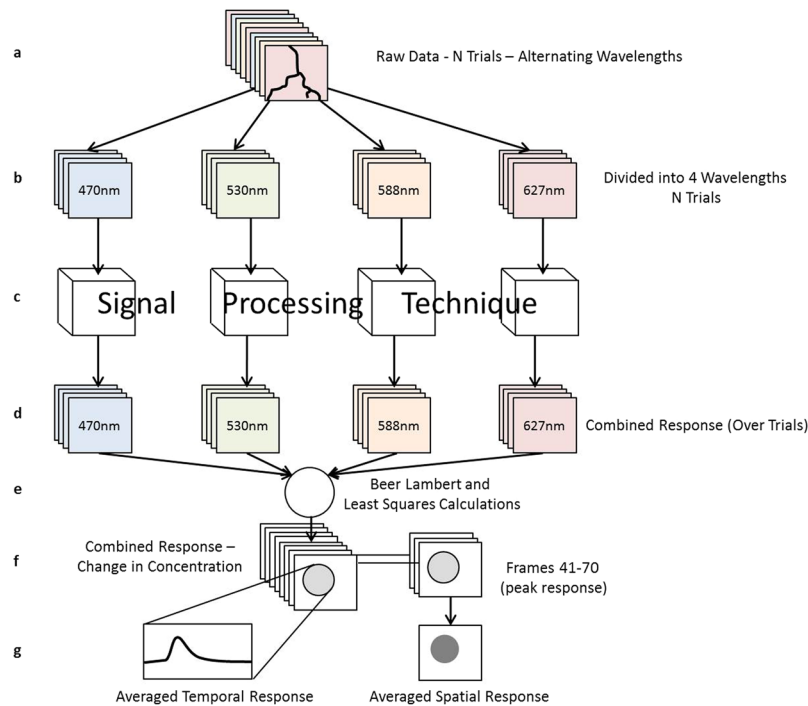 a
Raw Data - N Trials – Alternating Wavelengths
b
470nm
530nm
588nm
627nm
Divided into 4 Wavelengths
N Trials
c
Signal Processing Technique
d
470nm
530nm
588nm
627nm
Combined Response (Over Trials)
e
Beer Lambert and
Least Squares Calculations
f
Combined Response –
Change in Concentration
Frames 41-70
(peak response)
g
Averaged Temporal Response
Averaged Spatial Response